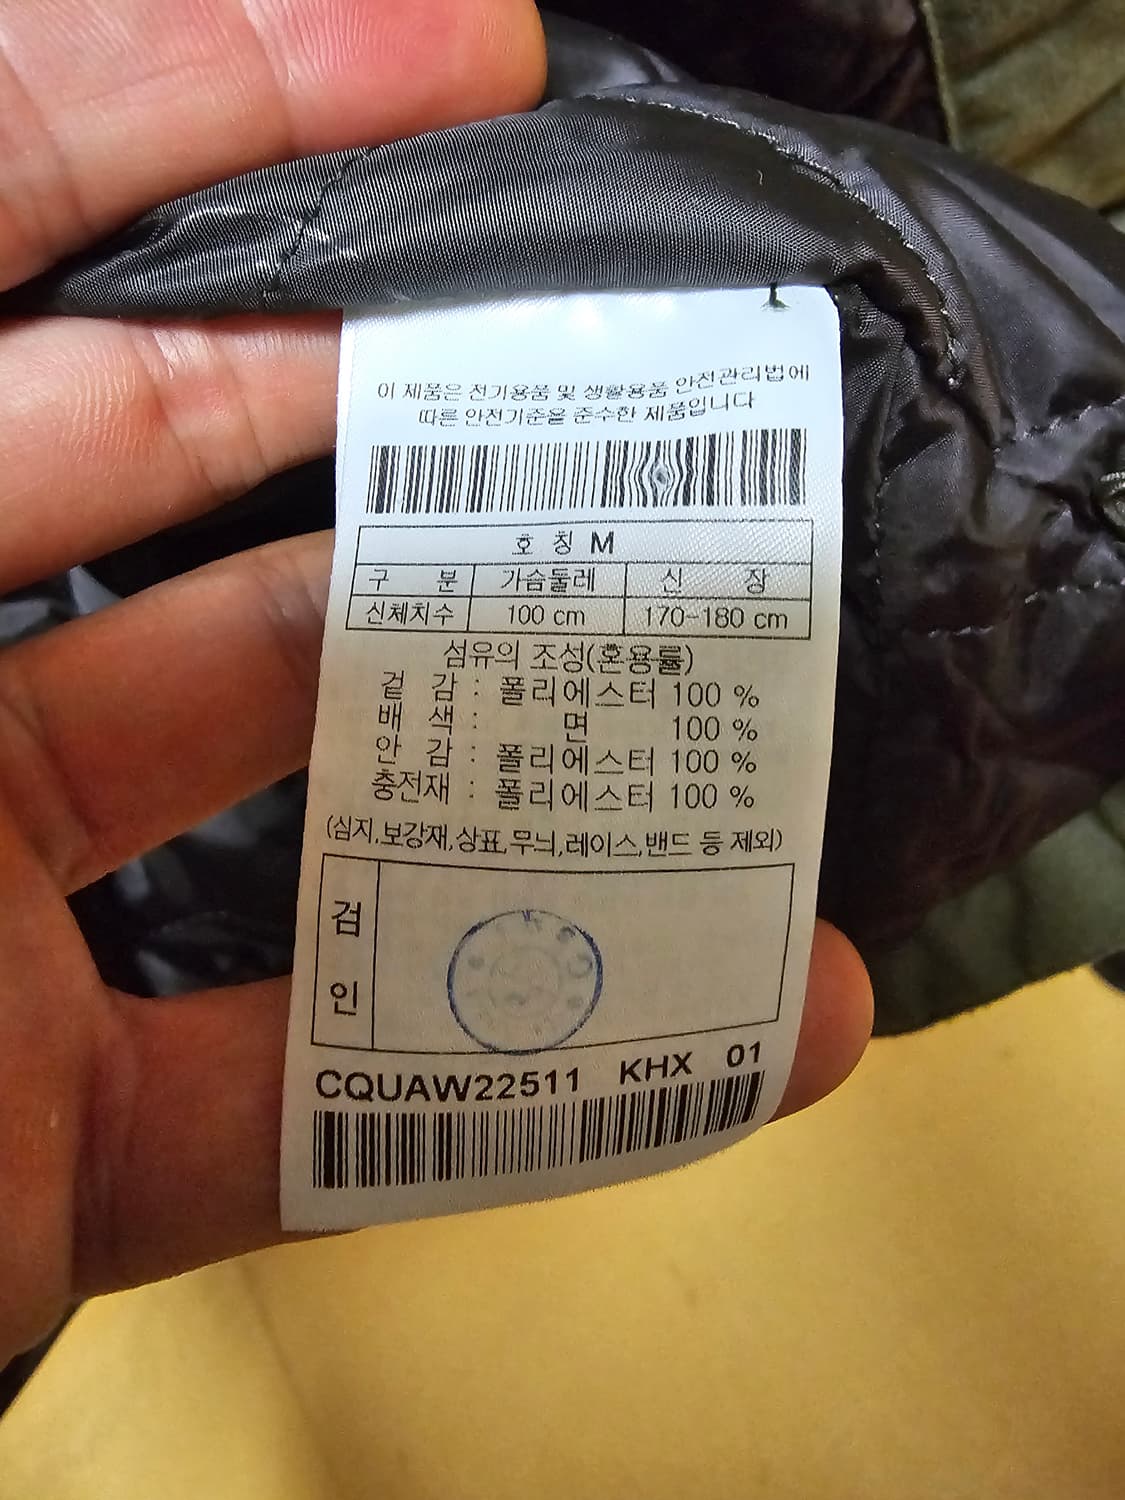 이 제품은 전기용품 및 생활용품 안전관리법에
따른 안전기준을 준수한 제품입니다
호 칭 M
구 분 가슴둘레 신 장
신체치수 100 cm 170-180 cm
섬유의 조성(혼용률)
겉 감 : 폴리에스터 100 %
배 색 : 면 100 %
안 감 : 폴리에스터 100 %
충전재 : 폴리에스터 100 %
(심지,보강재,상표,무늬,레이스,밴드 등 제외)
검
인
CQUAW22511 KHX 01